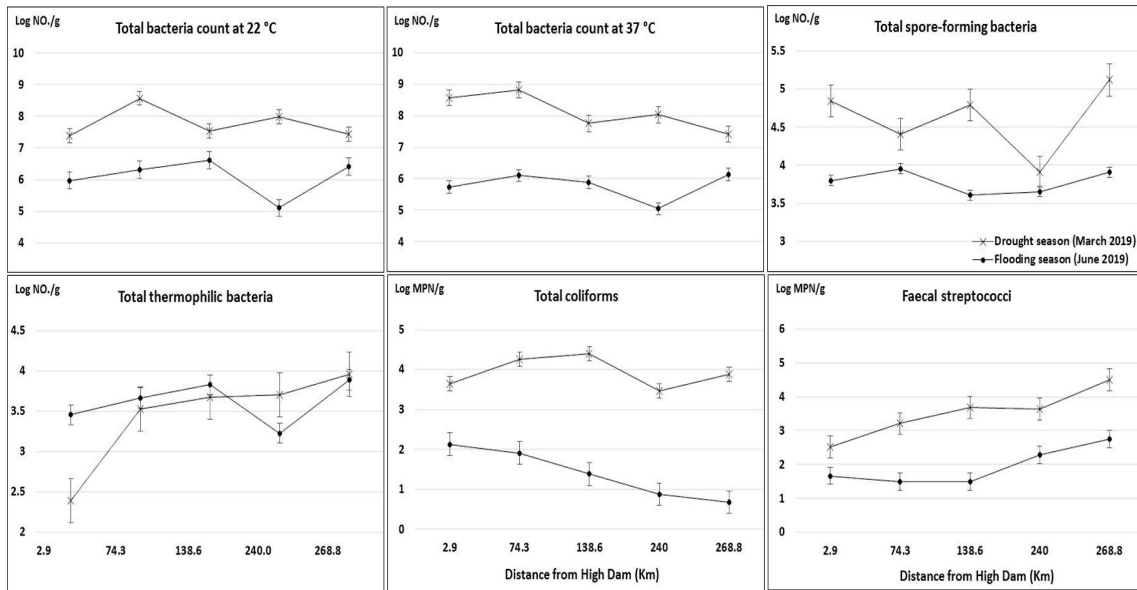 Log NO./g
Total bacteria count at 22 °C
10
9
8
7
6
5
4
Log NO./g
Total bacteria count at 37 °C
10
9
8
7
6
5
4
Log NO./g
Total spore-forming bacteria
5.5
5
4.5
4
3.5
3
Drought season (March 2019)
Flooding season (June 2019)
Log NO./g
Total thermophilic bacteria
4.5
4
3.5
3
2.5
2
2.9 74.3 138.6 240.0 268.8
Log MPN/g
Total coliforms
5
4
3
2
1
0
2.9 74.3 138.6 240 268.8
Distance from High Dam (Km)
Log MPN/g
Faecal streptococci
6
5
4
3
2
1
0
2.9 74.3 138.6 240 268.8
Distance from High Dam (Km)